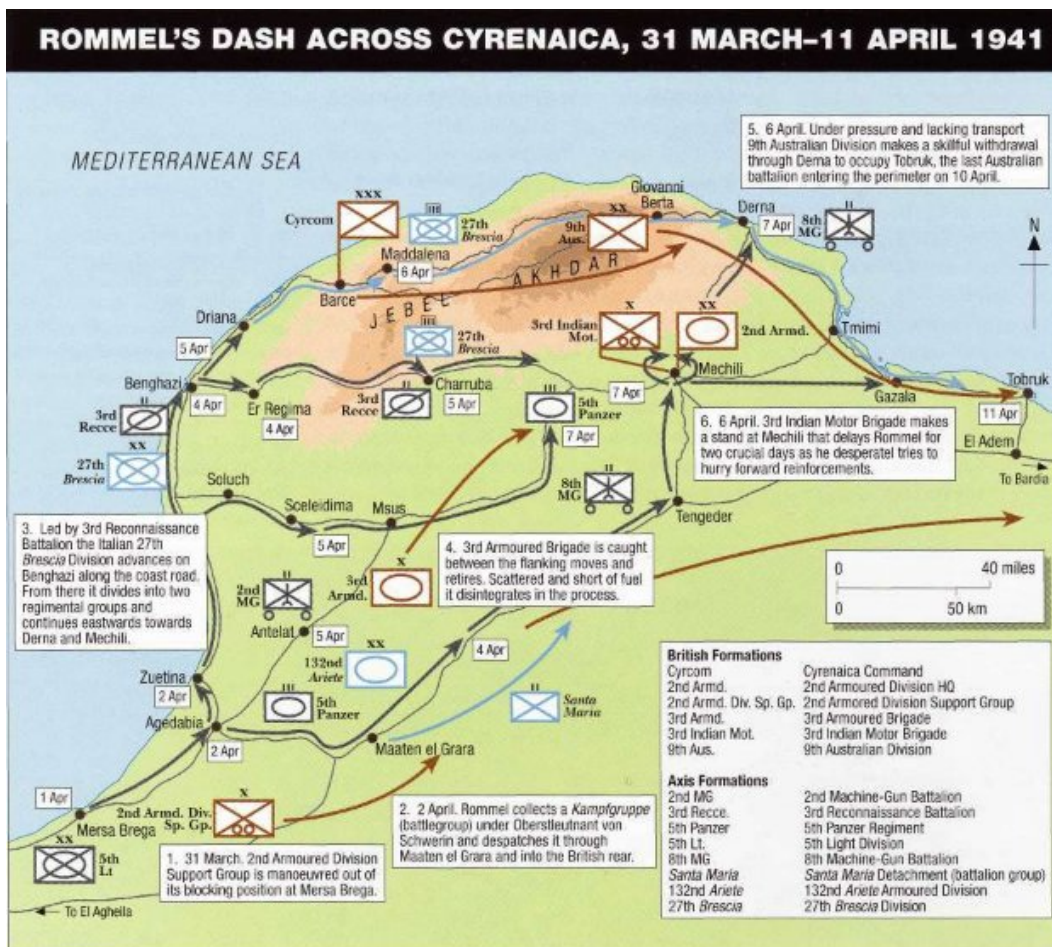 ROMMEL'S DASH ACROSS CYRENAICA, 31 MARCH–11 APRIL 1941
MEDITERRANEAN SEA
5. 6 April. Under pressure and lacking transport
9th Australian Division makes a skillful withdrawal
through Derna to occupy Tobruk, the last Australian
battalion entering the perimeter on 10 April.
N
XXX
Cyrcom
III
27th
Brescia
Maddalena
6 Apr
XX
9th
Aus.
Giovanni
Berta
Derna
7 Apr
II
8th
MG
Barce
JEBEL AKHDAR
Driana
5 Apr
III
27th
Brescia
X
3rd Indian
Mot.
XX
2nd Armd.
Tmimi
Benghazi
4 Apr
Er Regima
4 Apr
II
3rd
Recce
Charruba
5 Apr
II
3rd
Recce
III
5th
Panzer
7 Apr
7 Apr
Mechili
Gazala
Tobruk
11 Apr
El Adem
To Bardia
XX
27th
Brescia
6. 6 April. 3rd Indian Motor Brigade makes
a stand at Mechili that delays Rommel for
two crucial days as he desperatel tries to
hurry forward reinforcements.
Soluch
Sceleidima
Msus
5 Apr
II
8th
MG
Tengeder
3. Led by 3rd Reconnaissance
Battalion the Italian 27th
Brescia Division advances on
Benghazi along the coast road.
From there it divides into two
regimental groups and
continues eastwards towards
Derna and Mechili.
II
2nd
MG
X
3rd
Armd.
4. 3rd Armoured Brigade is caught
between the flanking moves and
retires. Scattered and short of fuel
it disintegrates in the process.
0 40 miles
0 50 km
Antelat
5 Apr
XX
132nd
Ariete
4 Apr
Zuetina
2 Apr
III
5th
Panzer
II
Santa
Maria
Agedabia
2 Apr
Maaten el Grara
1 Apr
Mersa Brega
X
2nd Armd. Div.
Sp. Gp.
XX
5th
Lt
2. 2 April. Rommel collects a Kampfgruppe
(battlegroup) under Oberstleutnant von
Schwerin and despatches it through
Maaten el Grara and into the British rear.
1. 31 March. 2nd Armoured Division
Support Group is manoeuvred out of
its blocking position at Mersa Brega.
To El Agheila
British Formations
Cyrcom Cyrenaica Command
2nd Armd. 2nd Armoured Division HQ
2nd Armd. Div. Sp. Gp. 2nd Armored Division Support Group
3rd Armd. 3rd Armoured Brigade
3rd Indian Mot. 3rd Indian Motor Brigade
9th Aus. 9th Australian Division
Axis Formations
2nd MG 2nd Machine-Gun Battalion
3rd Recce. 3rd Reconnaissance Battalion
5th Panzer 5th Panzer Regiment
5th Lt. 5th Light Division
8th MG 8th Machine-Gun Battalion
Santa Maria Santa Maria Detachment (battalion group)
132nd Ariete 132nd Ariete Armoured Division
27th Brescia 27th Brescia Division